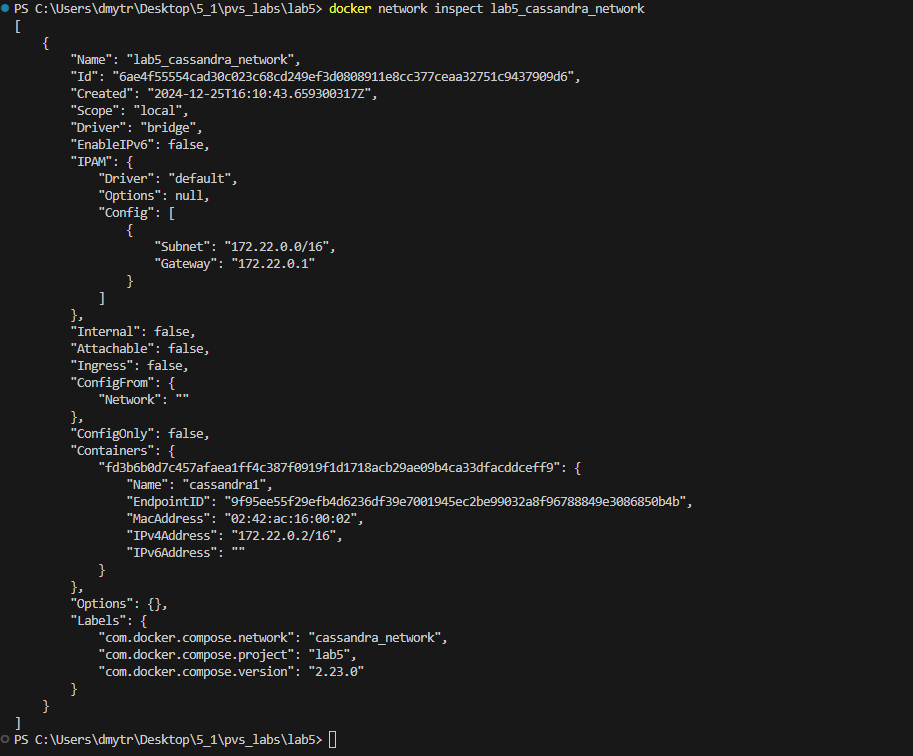 PS C:\Users\dmytr\Desktop\5_1\pvs_labs\lab5> docker network inspect lab5_cassandra_network
[
    {
        "Name": "lab5_cassandra_network",
        "Id": "6ae4f55554cad30c023c68cd249ef3d0808911e8cc377ceaa32751c9437909d6",
        "Created": "2024-12-25T16:10:43.659300317Z",
        "Scope": "local",
        "Driver": "bridge",
        "EnableIPv6": false,
        "IPAM": {
            "Driver": "default",
            "Options": null,
            "Config": [
                {
                    "Subnet": "172.22.0.0/16",
                    "Gateway": "172.22.0.1"
                }
            ]
        },
        "Internal": false,
        "Attachable": false,
        "Ingress": false,
        "ConfigFrom": {
            "Network": ""
        },
        "ConfigOnly": false,
        "Containers": {
            "fd3b6b0d7c457afaea1ff4c387f0919f1d1718acb29ae09b4ca33dfacddceff9": {
                "Name": "cassandra1",
                "EndpointID": "9f95ee55f29efb4d6236df39e7001945ec2be99032a8f96788849e3086850b4b",
                "MacAddress": "02:42:ac:16:00:02",
                "IPv4Address": "172.22.0.2/16",
                "IPv6Address": ""
            }
        },
        "Options": {},
        "Labels": {
            "com.docker.compose.network": "cassandra_network",
            "com.docker.compose.project": "lab5",
            "com.docker.compose.version": "2.23.0"
        }
    }
]
PS C:\Users\dmytr\Desktop\5_1\pvs_labs\lab5>